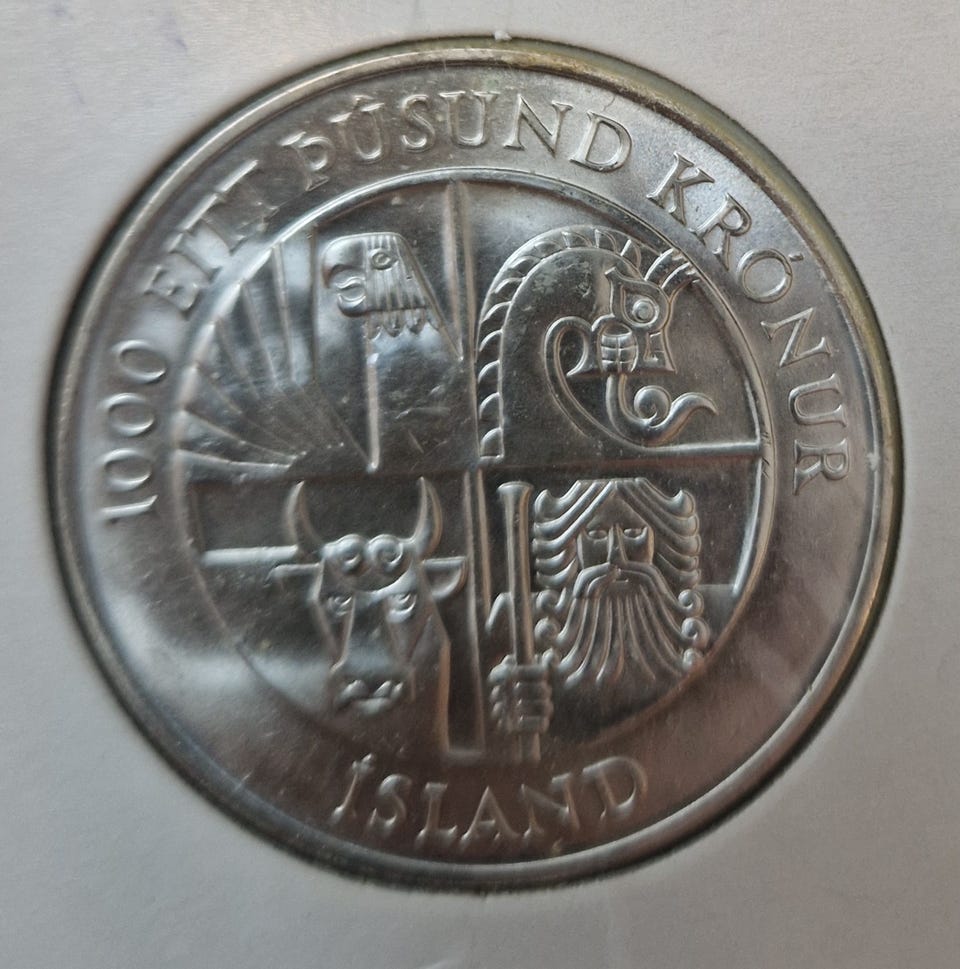 1000 EITT ÞÚSUND KRÓNUR
ÍSLAND